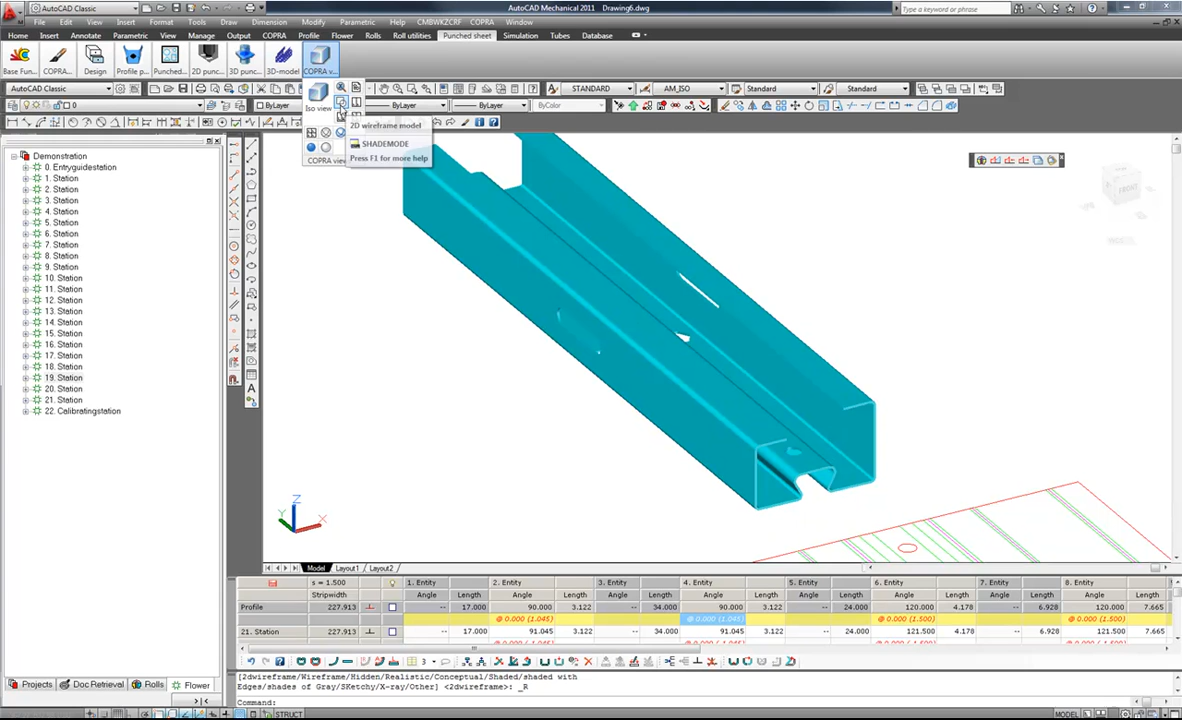 AutoCAD Mechanical 2011 Drawing6.dwg
AutoCAD Classic
Type a keyword or phrase
File Edit View Insert Format Tools Draw Dimension Modify Parametric Help CMBWKZCRF COPRA Window
Home Insert Annotate Parametric View Manage Output COPRA Profile Flower Rolls Roll utilities Punched sheet Simulation Tubes Database
Base Fun... COPRA... Design Profile p... Punched... 2D punc... 3D punc... 3D-model COPRA v...
AutoCAD Classic STANDARD AM_ISO Standard Standard
0 ByLayer ByLayer ByLayer ByColor
Iso view
2D wireframe model
SHADEMODE
Press F1 for more help
COPRA view
Demonstration
0. Entryguidestation
1. Station
2. Station
3. Station
4. Station
5. Station
6. Station
7. Station
8. Station
9. Station
10. Station
11. Station
12. Station
13. Station
14. Station
15. Station
16. Station
17. Station
18. Station
19. Station
20. Station
21. Station
22. Calibratingstation
FRONT
Z
Y
X
Model Layout1 Layout2
s = 1.500 1. Entity 2. Entity 3. Entity 4. Entity 5. Entity 6. Entity 7. Entity 8. Entity
Stripwidth Angle Length Angle Length Angle Length Angle Length Angle Length Angle Length Angle Length Angle Length
Profile 227.913 -- 17.000 90.000 3.122 -- 34.000 90.000 3.122 -- 24.000 120.000 4.178 -- 6.928 120.000 7.665
@ 0.000 (1.045) @ 0.000 (1.045) @ 0.000 (1.500) @ 0.000 (1.500)
21. Station 227.913 -- 17.000 91.045 3.122 -- 34.000 91.045 3.122 -- 24.000 121.500 4.178 -- 6.928 121.500 7.665
3
Projects Doc Retrieval Rolls Flower
[2dwireframe/Wireframe/Hidden/Realistic/Conceptual/Shaded/shaded with
Edges/shades of Gray/SKetchy/X-ray/Other] <2dwireframe>: _R
Command:
STRUCT
MODEL